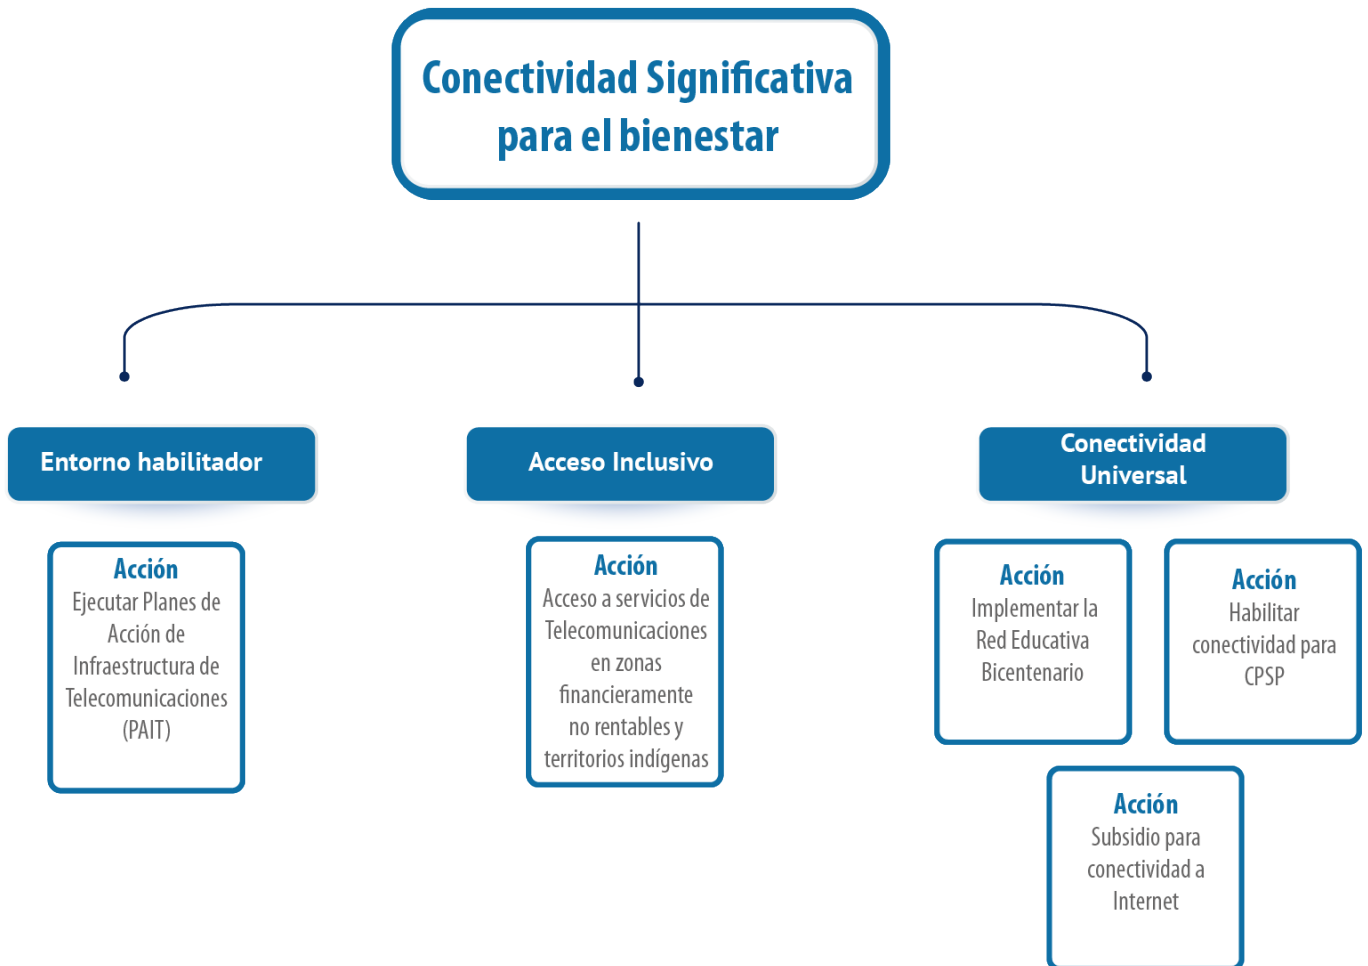 Conectividad Significativa
para el bienestar
Entorno habilitador
Acción
Ejecutar Planes de
Acción de
Infraestructura de
Telecomunicaciones
(PAIT)
Acceso Inclusivo
Acción
Acceso a servicios de
Telecomunicaciones
en zonas
financieramente
no rentables y
territorios indígenas
Conectividad
Universal
Acción
Implementar la
Red Educativa
Bicentenario
Acción
Habilitar
conectividad para
CPSP
Acción
Subsidio para
conectividad a
Internet